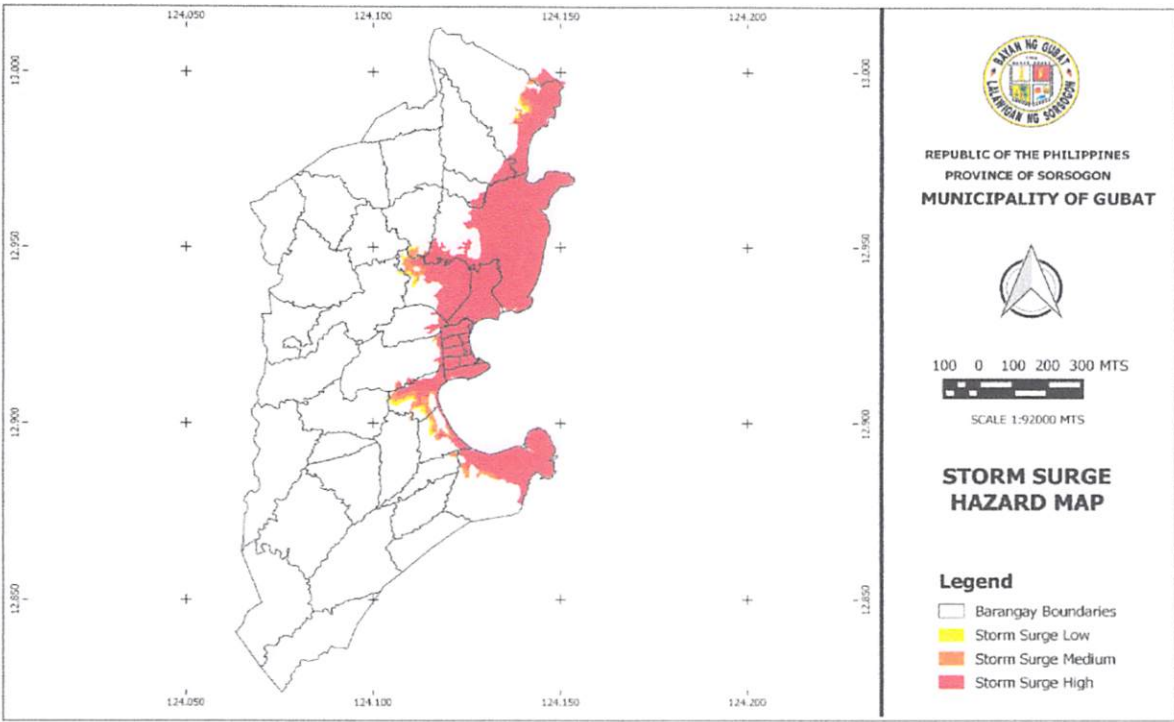 124.050 124.100 124.150 124.200
13.000 13.000
12.950 12.950
12.900 12.900
12.850 12.850
124.050 124.100 124.150 124.200
BAYAN NG GUBAT
LALAWIGAN NG SORSOGON
REPUBLIC OF THE PHILIPPINES
PROVINCE OF SORSOGON
MUNICIPALITY OF GUBAT
100 0 100 200 300 MTS
SCALE 1:92000 MTS
STORM SURGE
HAZARD MAP
Legend
Barangay Boundaries
Storm Surge Low
Storm Surge Medium
Storm Surge High